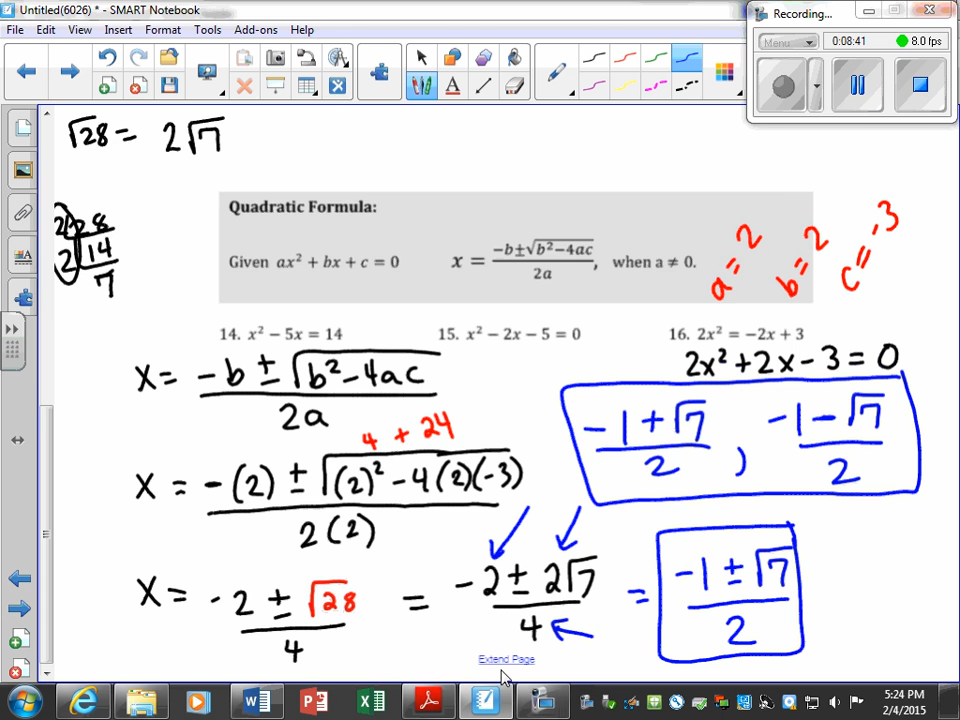 Untitled(6026) * - SMART Notebook
Recording...
File Edit View Insert Format Tools Add-ons Help
Menu 0:08:41 8.0 fps
√28 = 2√7
2 28
2 14
7
Quadratic Formula:
Given ax² + bx + c = 0 x = -b±√b²−4ac / 2a, when a ≠ 0.
a = 2 b = 2 c = -3
14. x² − 5x = 14 15. x² − 2x − 5 = 0 16. 2x² = −2x + 3
2x² + 2x - 3 = 0
X = -b ± √b² - 4ac / 2a
-1 + √7 / 2 , -1 - √7 / 2
4 + 24
X = -(2) ± √(2)² - 4(2)(-3) / 2(2)
X = -2 ± √28 / 4 = -2 ± 2√7 / 4 = -1 ± √7 / 2
Extend Page
5:24 PM
2/4/2015